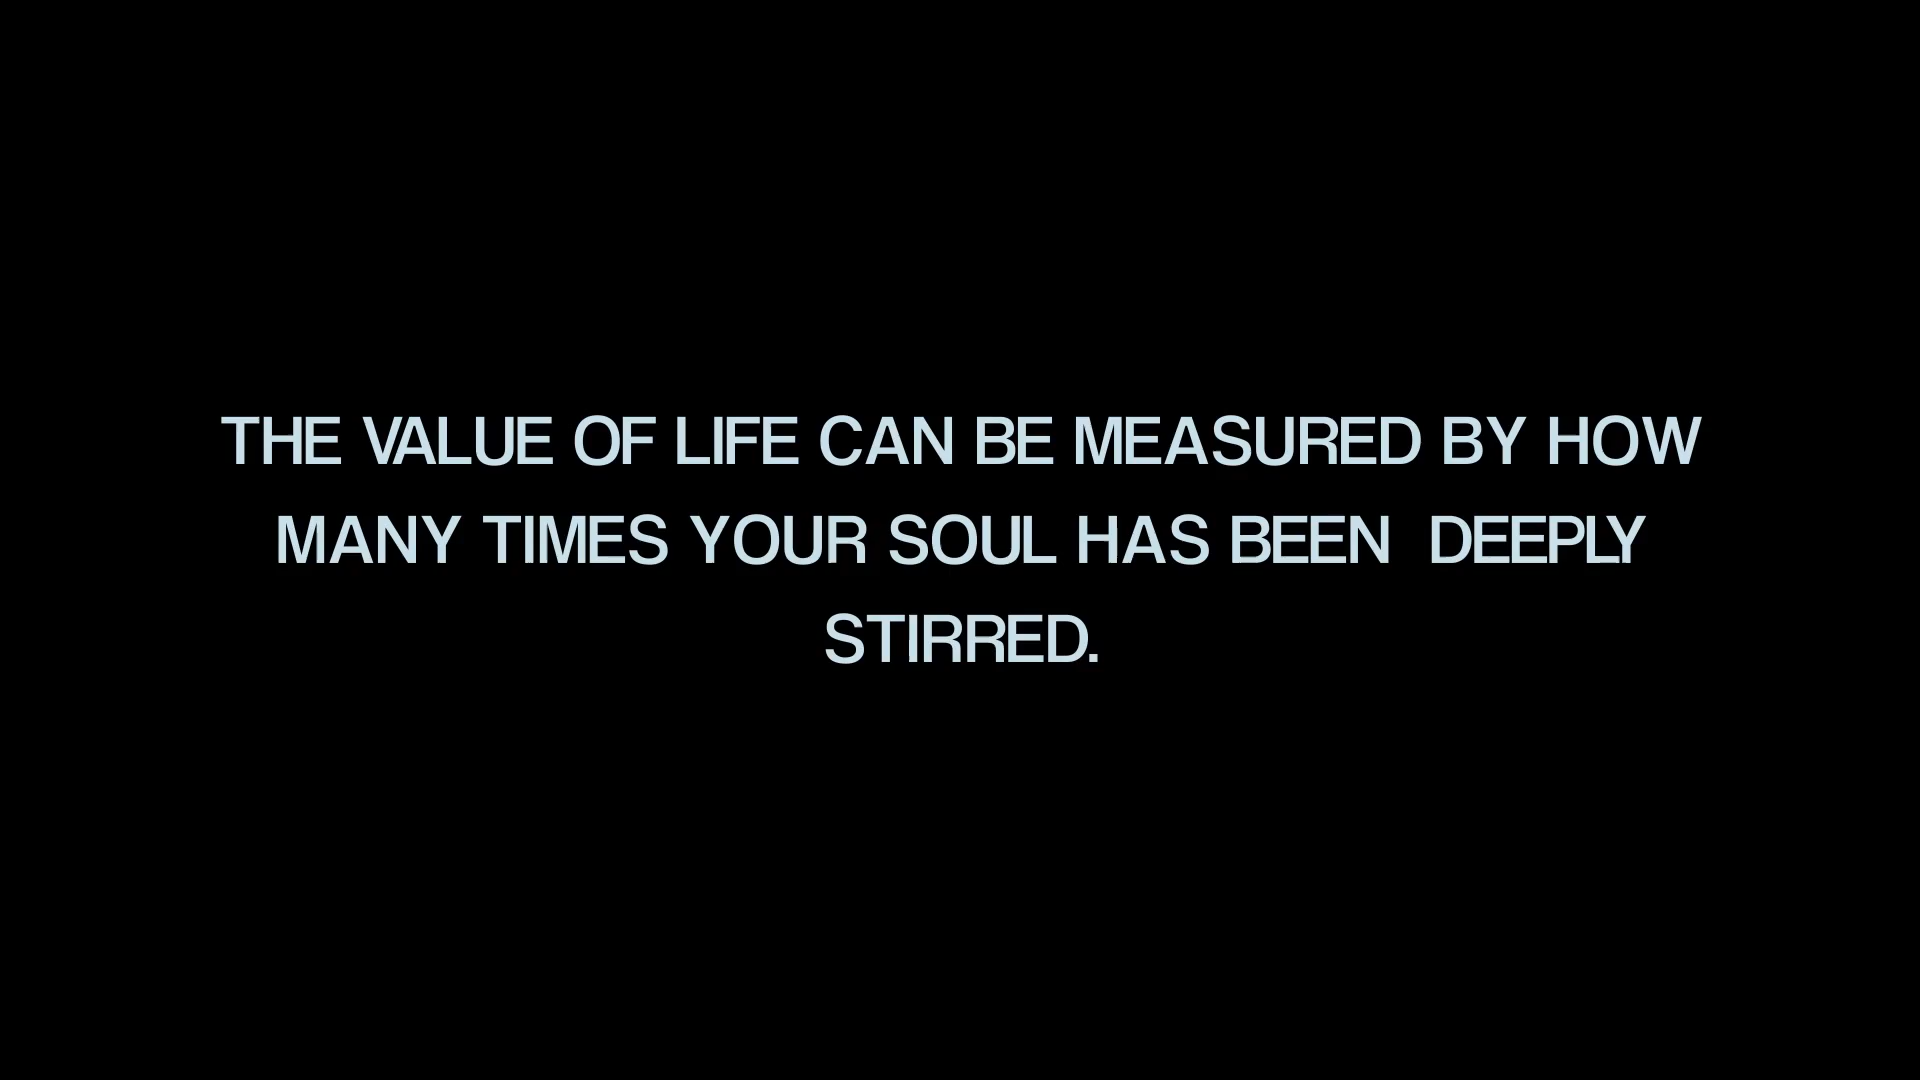 THE VALUE OF LIFE CAN BE MEASURED BY HOW
MANY TIMES YOUR SOUL HAS BEEN  DEEPLY
STIRRED.